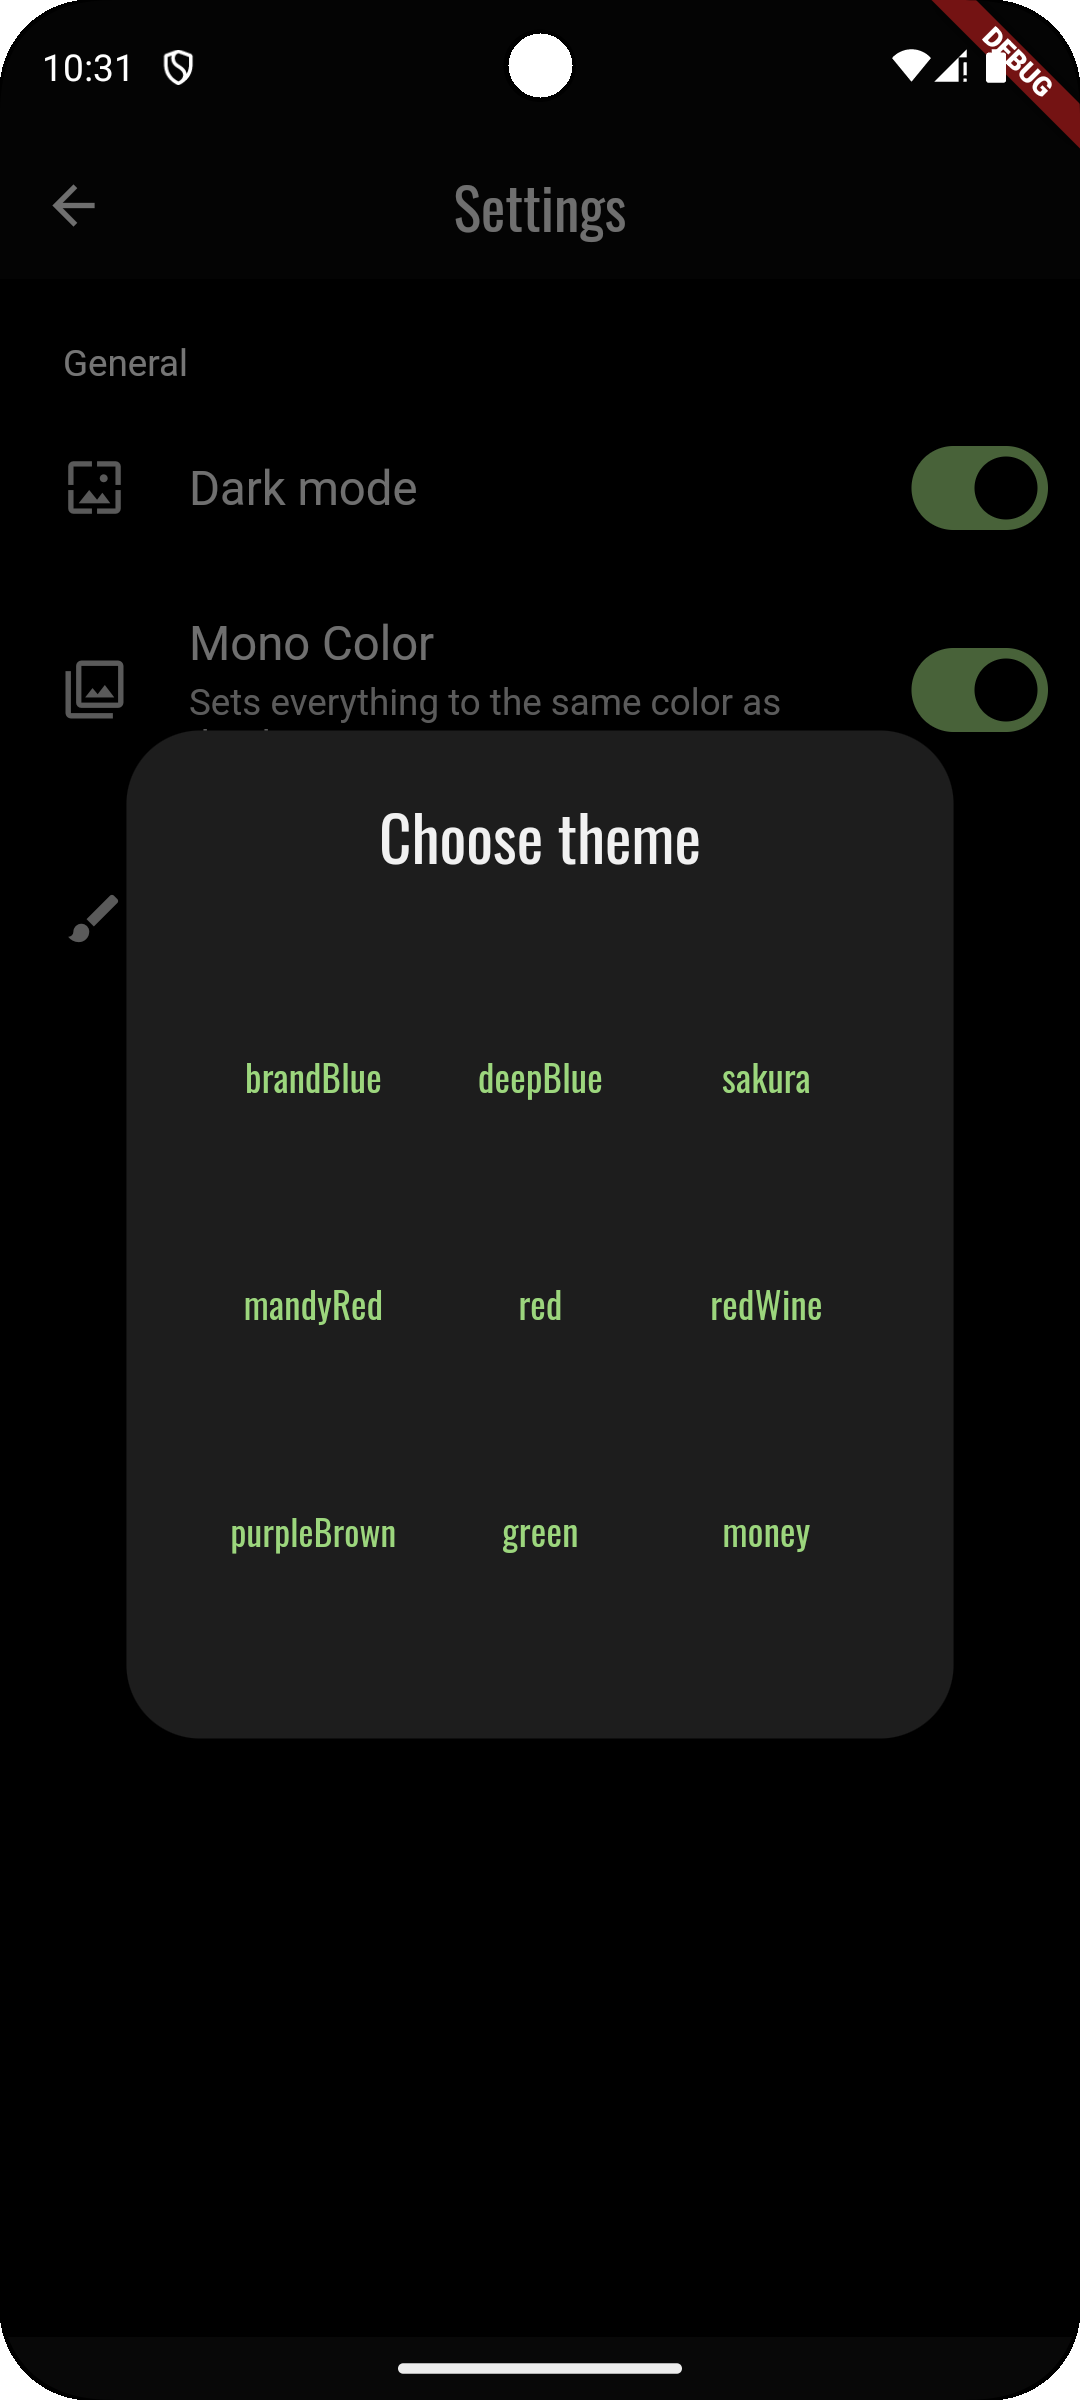 10:31
DEBUG
Settings
General
Dark mode
Mono Color
Sets everything to the same color as
Choose theme
brandBlue deepBlue sakura
mandyRed red redWine
purpleBrown green money